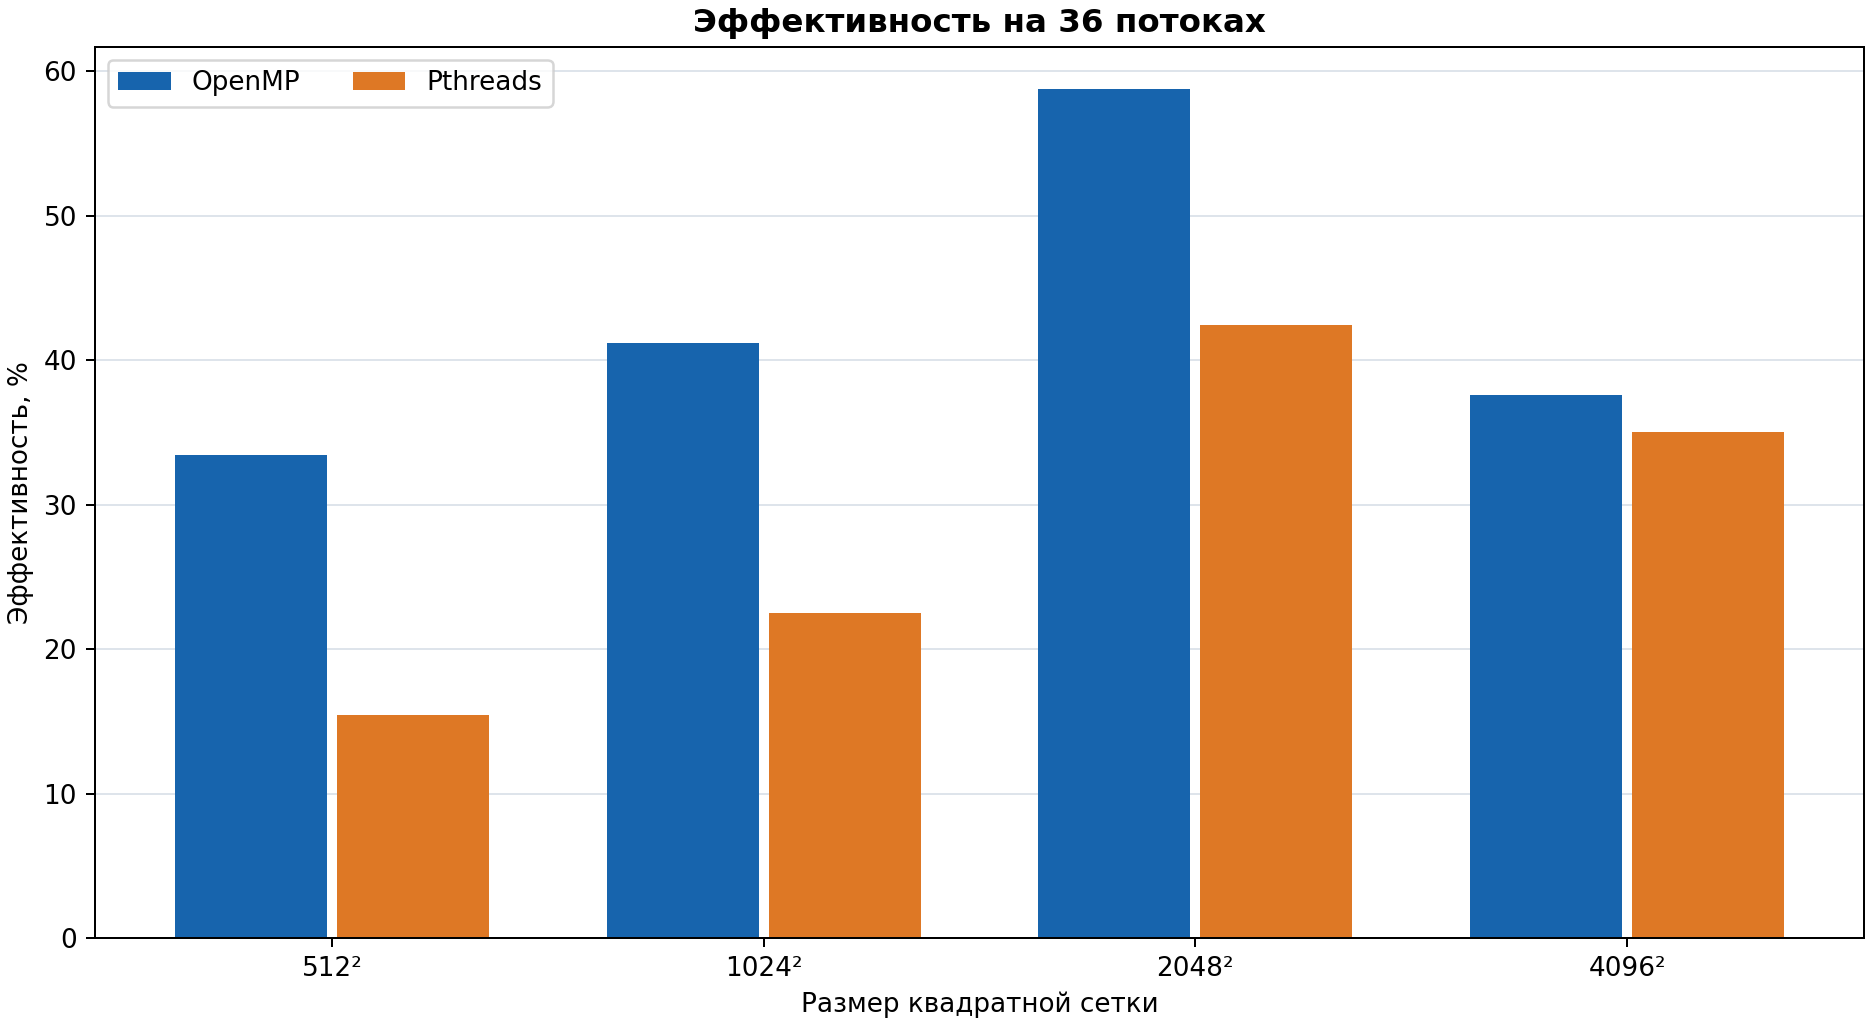 Эффективность на 36 потоках
OpenMP Pthreads
Эффективность, %
60
50
40
30
20
10
0
512² 1024² 2048² 4096²
Размер квадратной сетки